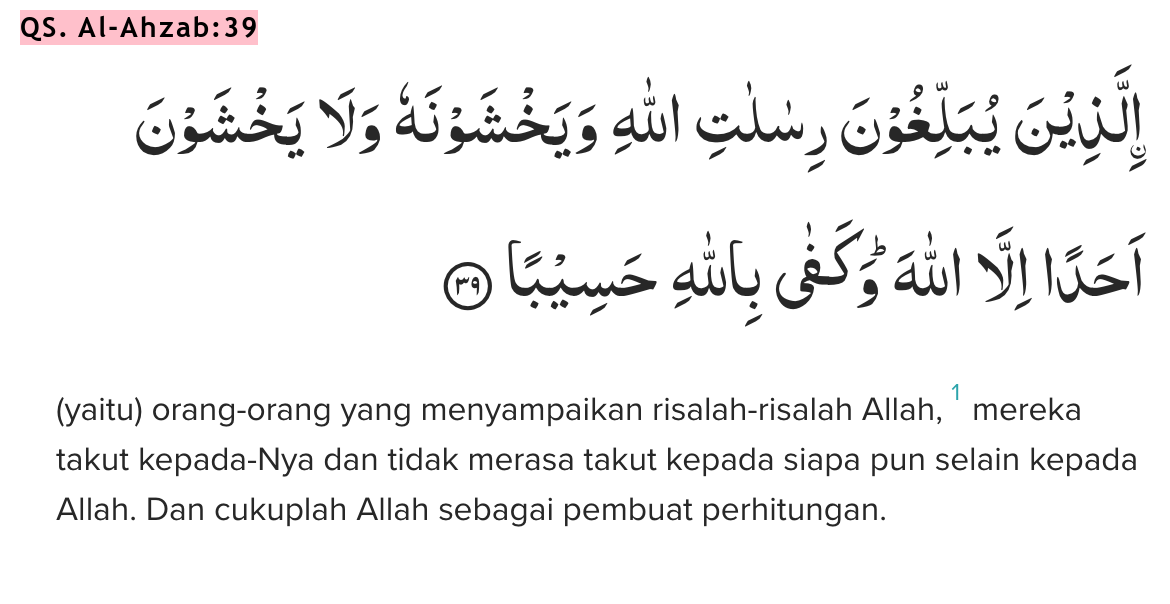 QS. Al-Ahzab:39
ۨالَّذِيْنَ يُبَلِّغُوْنَ رِسٰلٰتِ اللّٰهِ وَيَخْشَوْنَهٗ وَلَا يَخْشَوْنَ
اَحَدًا اِلَّا اللّٰهَ ۗوَكَفٰى بِاللّٰهِ حَسِيْبًا ٣٩
(yaitu) orang-orang yang menyampaikan risalah-risalah Allah, 1 mereka
takut kepada-Nya dan tidak merasa takut kepada siapa pun selain kepada
Allah. Dan cukuplah Allah sebagai pembuat perhitungan.